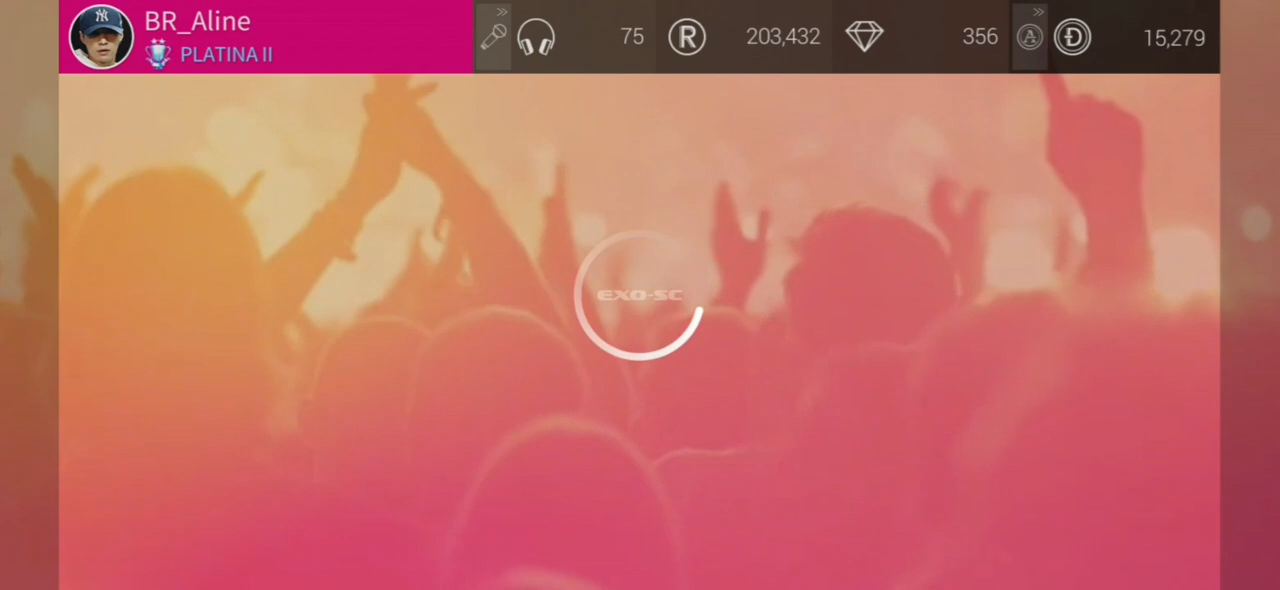 BR_Aline
PLATINA II
75
R
203,432
356
A
Đ
15,279
EXO-SC